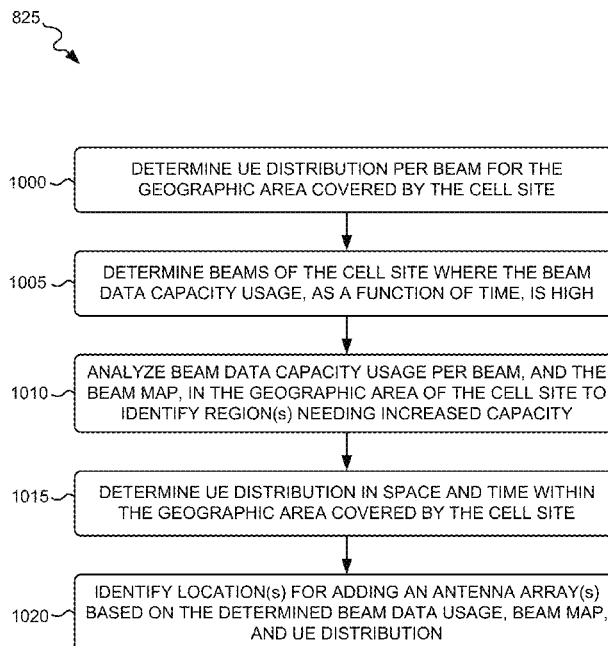 825
1000
DETERMINE UE DISTRIBUTION PER BEAM FOR THE
GEOGRAPHIC AREA COVERED BY THE CELL SITE
1005
DETERMINE BEAMS OF THE CELL SITE WHERE THE BEAM
DATA CAPACITY USAGE, AS A FUNCTION OF TIME, IS HIGH
1010
ANALYZE BEAM DATA CAPACITY USAGE PER BEAM, AND THE
BEAM MAP, IN THE GEOGRAPHIC AREA OF THE CELL SITE TO
IDENTIFY REGION(s) NEEDING INCREASED CAPACITY
1015
DETERMINE UE DISTRIBUTION IN SPACE AND TIME WITHIN
THE GEOGRAPHIC AREA COVERED BY THE CELL SITE
1020
IDENTIFY LOCATION(s) FOR ADDING AN ANTENNA ARRAY(s)
BASED ON THE DETERMINED BEAM DATA USAGE, BEAM MAP,
AND UE DISTRIBUTION